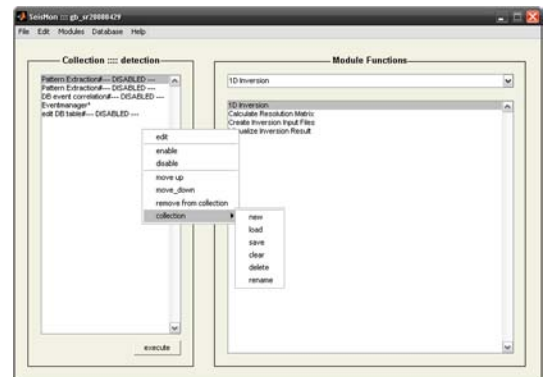 SeisMon :::: gb_sr20080429
File Edit Modules Database Help
Collection :::: detection
Pattern Extraction#--- DISABLED ---
Pattern Extraction#--- DISABLED ---
DB event correlation#--- DISABLED ---
Eventmanager*
edit DB table#--- DISABLED ---
edit
enable
disable
move up
move_down
remove from collection
collection
new
load
save
clear
delete
rename
execute
Module Functions
1D Inversion
1D Inversion
Calculate Resolution Matrix
Create Inversion Input Files
Inversion Result